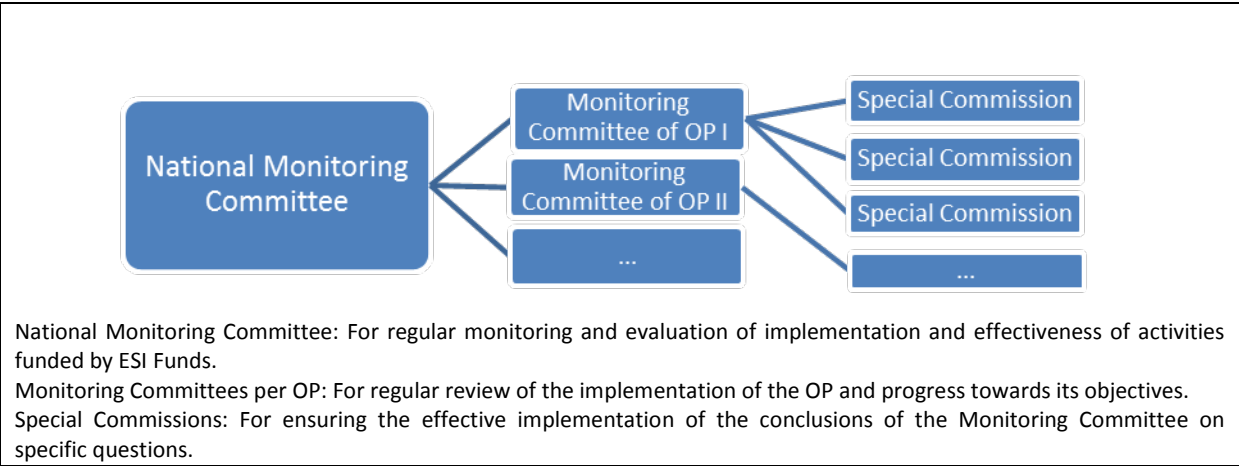 National Monitoring
Committee
Monitoring
Committee of OP I
Monitoring
Committee of OP II
...
Special Commission
Special Commission
Special Commission
...
National Monitoring Committee: For regular monitoring and evaluation of implementation and effectiveness of activities
funded by ESI Funds.
Monitoring Committees per OP: For regular review of the implementation of the OP and progress towards its objectives.
Special Commissions: For ensuring the effective implementation of the conclusions of the Monitoring Committee on
specific questions.